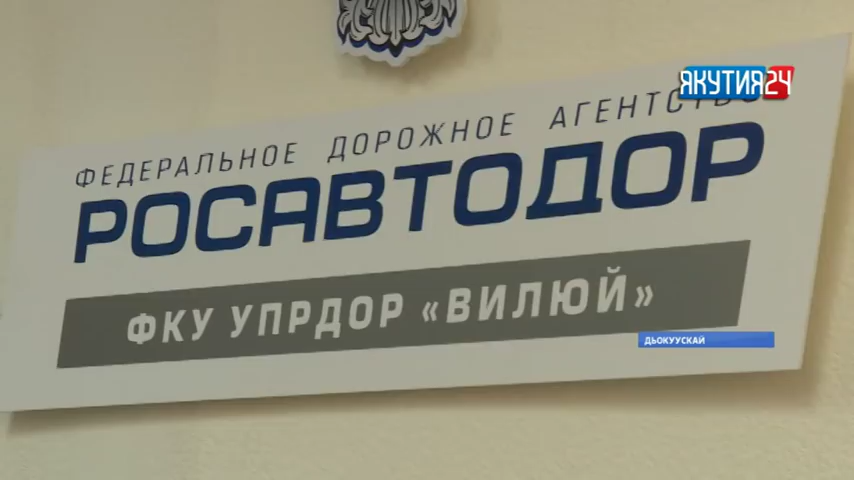 ЯКУТИЯ24
ФЕДЕРАЛЬНОЕ ДОРОЖНОЕ АГЕНТСТВО
РОСАВТОДОР
ФКУ УПРДОР «ВИЛЮЙ»
ДЬОКУУСКАЙ